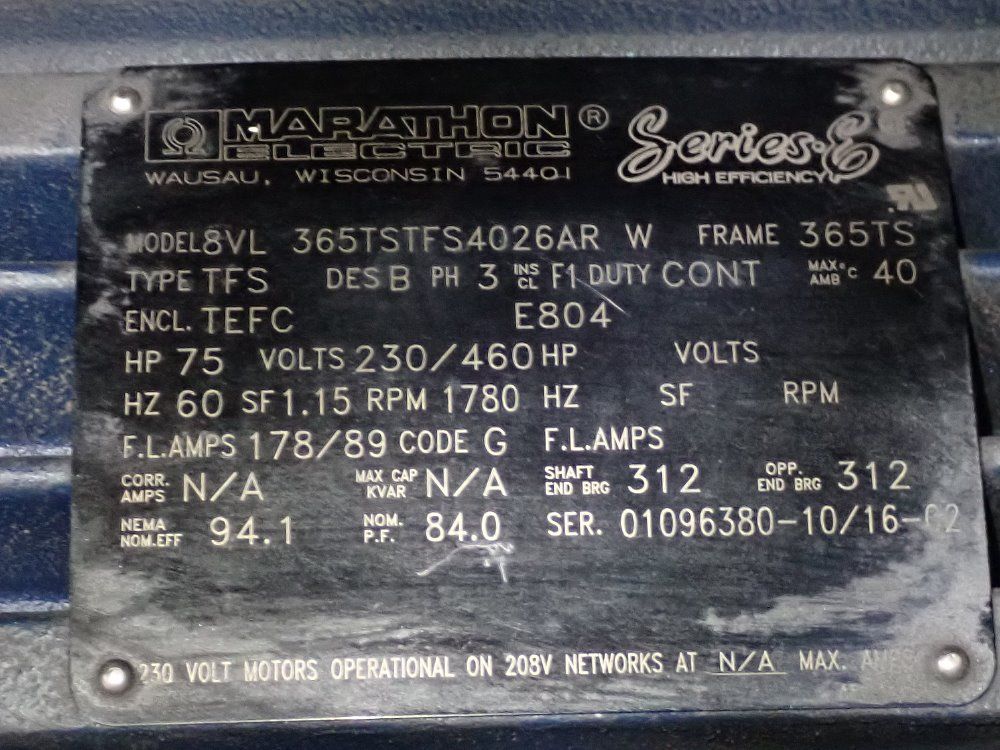 MARATHON ®
ELECTRIC
WAUSAU, WISCONSIN 54401
Series-E
HIGH EFFICIENCY
MODEL 8VL 365TSTFS4026AR W FRAME 365TS
TYPE TFS DES B PH 3 INS CL F1 DUTY CONT MAX. AMB °C 40
ENCL. TEFC E804
HP 75 VOLTS 230/460 HP VOLTS
HZ 60 SF 1.15 RPM 1780 HZ SF RPM
F.L.AMPS 178/89 CODE G F.L.AMPS
CORR. AMPS N/A MAX CAP KVAR N/A SHAFT END BRG 312 OPP. END BRG 312
NEMA NOM.EFF 94.1 NOM. P.F. 84.0 SER. 01096380-10/16-
230 VOLT MOTORS OPERATIONAL ON 208V NETWORKS AT N/A MAX.